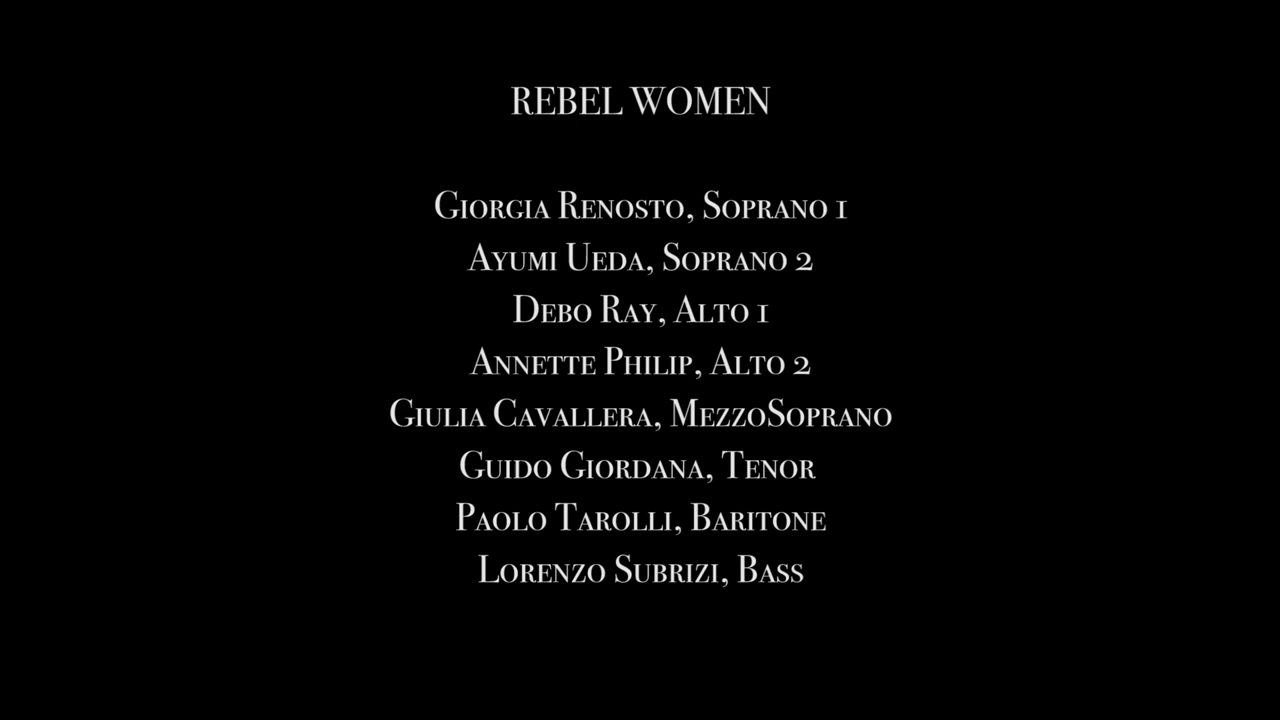 REBEL WOMEN
Giorgia Renosto, Soprano 1
Ayumi Ueda, Soprano 2
Debo Ray, Alto 1
Annette Philip, Alto 2
Giulia Cavallera, MezzoSoprano
Guido Giordana, Tenor
Paolo Tarolli, Baritone
Lorenzo Subrizi, Bass